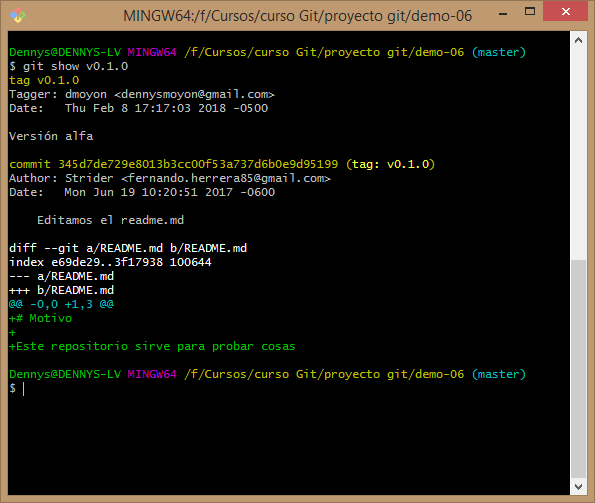 MINGW64:/f/Cursos/curso Git/proyecto git/demo-06
Dennys@DENNYS-LV MINGW64 /f/Cursos/curso Git/proyecto git/demo-06 (master)
$ git show v0.1.0
tag v0.1.0
Tagger: dmoyon <dennysmoyon@gmail.com>
Date:   Thu Feb 8 17:17:03 2018 -0500
Versión alfa
commit 345d7de729e8013b3cc00f53a737d6b0e9d95199 (tag: v0.1.0)
Author: Strider <fernando.herrera85@gmail.com>
Date:   Mon Jun 19 10:20:51 2017 -0600
    Editamos el readme.md
diff --git a/README.md b/README.md
index e69de29..3f17938 100644
--- a/README.md
+++ b/README.md
@@ -0,0 +1,3 @@
+# Motivo
+
+Este repositorio sirve para probar cosas
Dennys@DENNYS-LV MINGW64 /f/Cursos/curso Git/proyecto git/demo-06 (master)
$